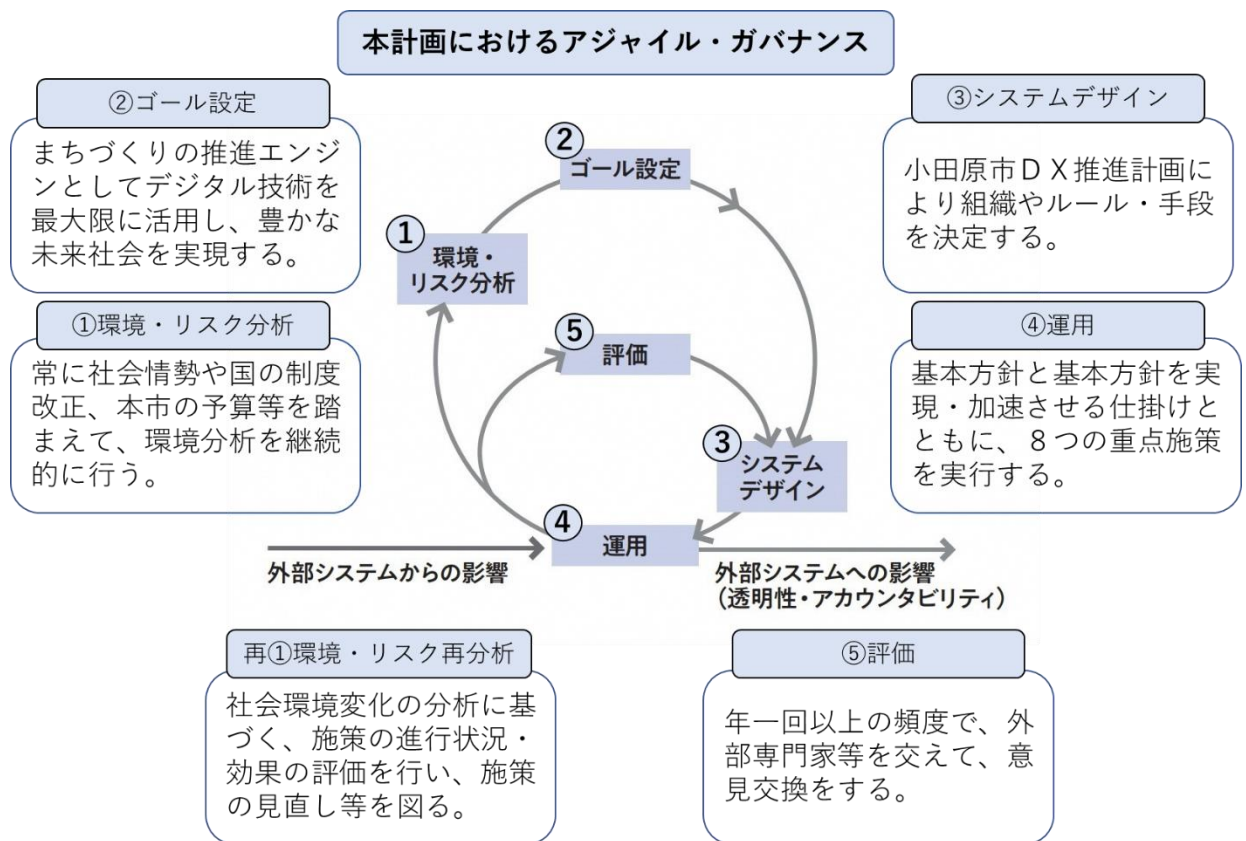 本計画におけるアジャイル・ガバナンス
②ゴール設定
まちづくりの推進エンジ
ンとしてデジタル技術を
最大限に活用し、豊かな
未来社会を実現する。
①環境・リスク分析
常に社会情勢や国の制度
改正、本市の予算等を踏
まえて、環境分析を継続
的に行う。
2
ゴール設定
1
環境・
リスク分析
5
評価
3
システム
デザイン
4
運用
外部システムからの影響
外部システムへの影響
(透明性・アカウンタビリティ)
③システムデザイン
小田原市ＤＸ推進計画に
より組織やルール・手段
を決定する。
④運用
基本方針と基本方針を実
現・加速させる仕掛けと
ともに、８つの重点施策
を実行する。
再①環境・リスク再分析
社会環境変化の分析に基
づく、施策の進行状況・
効果の評価を行い、施策
の見直し等を図る。
⑤評価
年一回以上の頻度で、外
部専門家等を交えて、意
見交換をする。